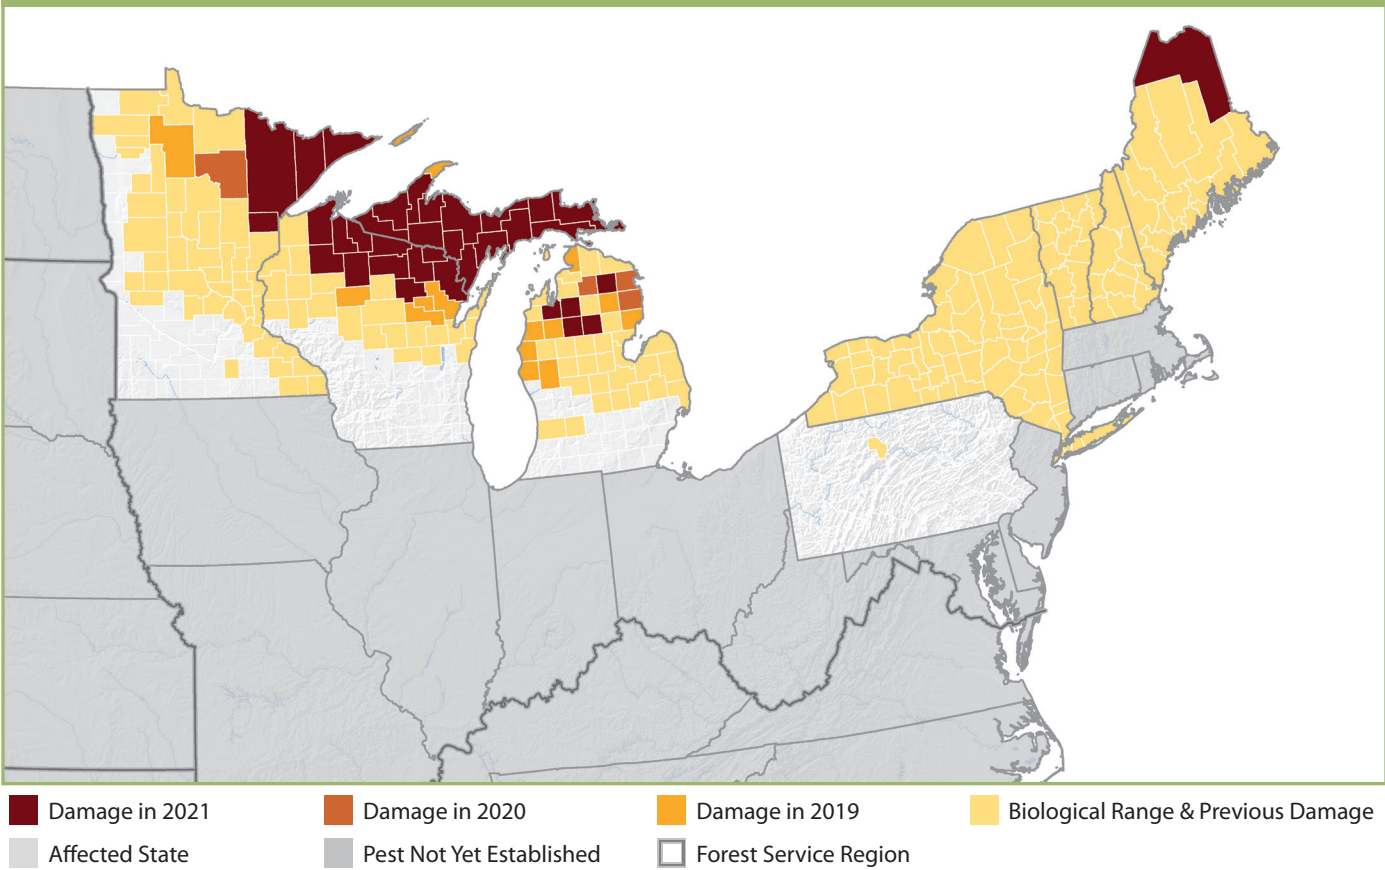 Damage in 2021
Damage in 2020
Damage in 2019
Biological Range & Previous Damage
Affected State
Pest Not Yet Established
Forest Service Region